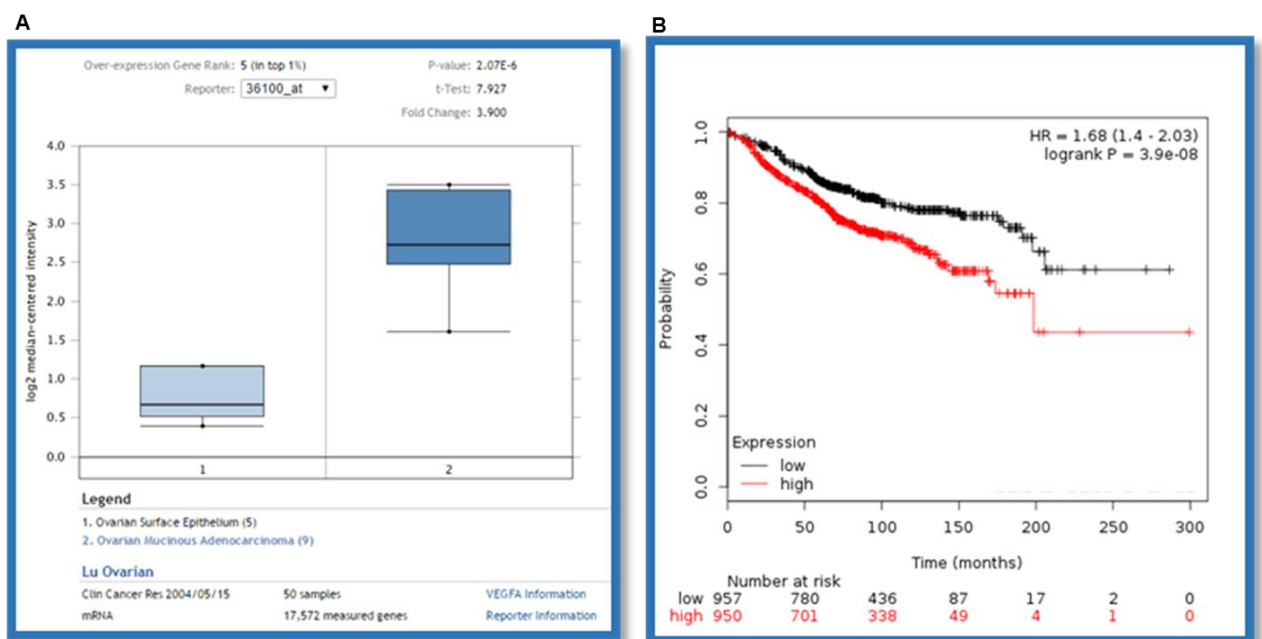 A
Over-expression Gene Rank: 5 (in top 1%)
P-value: 2.07E-6
Reporter: 36100_at
t-Test: 7.927
Fold Change: 3.900
log2 median-centered intensity
4.0
3.5
3.0
2.5
2.0
1.5
1.0
0.5
0.0
1
2
Legend
1. Ovarian Surface Epithelium (5)
2. Ovarian Mucinous Adenocarcinoma (9)
Lu Ovarian
Clin Cancer Res 2004/05/15 50 samples VEGFA Information
mRNA 17,572 measured genes Reporter Information
B
HR = 1.68 (1.4 - 2.03)
logrank P = 3.9e-08
Probability
1.0
0.8
0.6
0.4
0.2
0.0
Expression
low
high
0 50 100 150 200 250 300
Time (months)
Number at risk
low 957 780 436 87 17 2 0
high 950 701 338 49 4 1 0